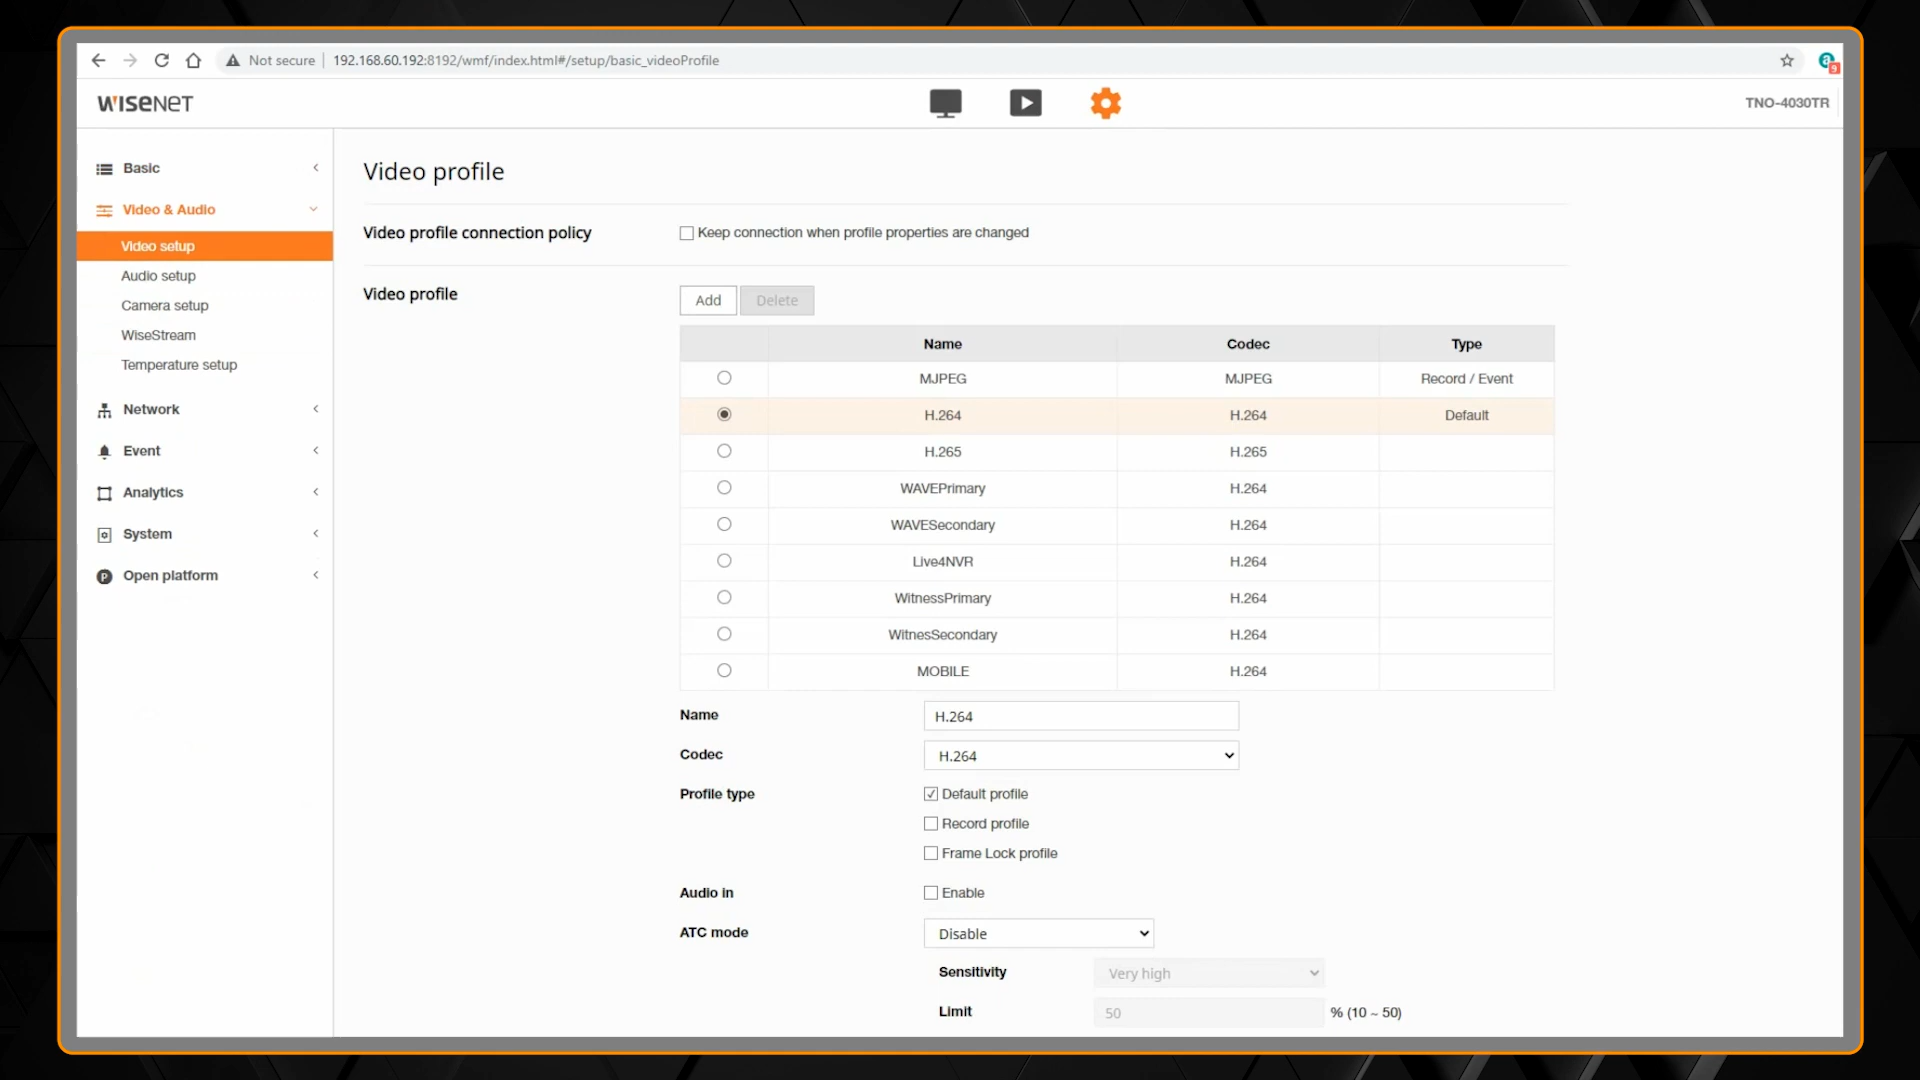 Not secure | 192.168.60.192:8192/wmf/index.html#/setup/basic_videoProfile
9
WISENET
TNO-4030TR
Basic
Video & Audio
Video setup
Audio setup
Camera setup
WiseStream
Temperature setup
Network
Event
Analytics
System
Open platform
Video profile
Video profile connection policy
Keep connection when profile properties are changed
Video profile
Add Delete
Name Codec Type
MJPEG MJPEG Record / Event
H.264 H.264 Default
H.265 H.265
WAVEPrimary H.264
WAVESecondary H.264
Live4NVR H.264
WitnessPrimary H.264
WitnesSecondary H.264
MOBILE H.264
Name H.264
Codec H.264
Profile type Default profile
Record profile
Frame Lock profile
Audio in Enable
ATC mode Disable
Sensitivity Very high
Limit 50 % (10 ~ 50)